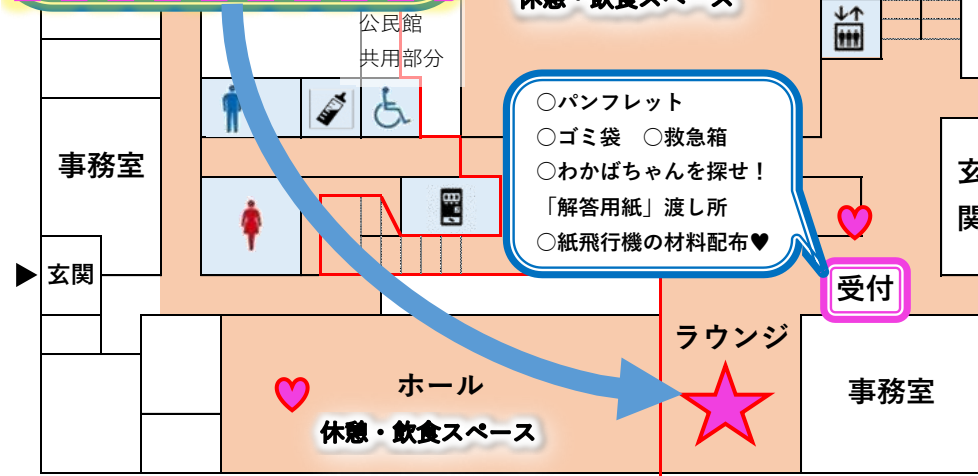 休憩・飲食スペース
公民館
共用部分
○パンフレット
○ゴミ袋　○救急箱
○わかばちゃんを探せ！
「解答用紙」渡し所
○紙飛行機の材料配布♥
事務室
玄
関
▶玄関
受付
ラウンジ
ホール
休憩・飲食スペース
事務室